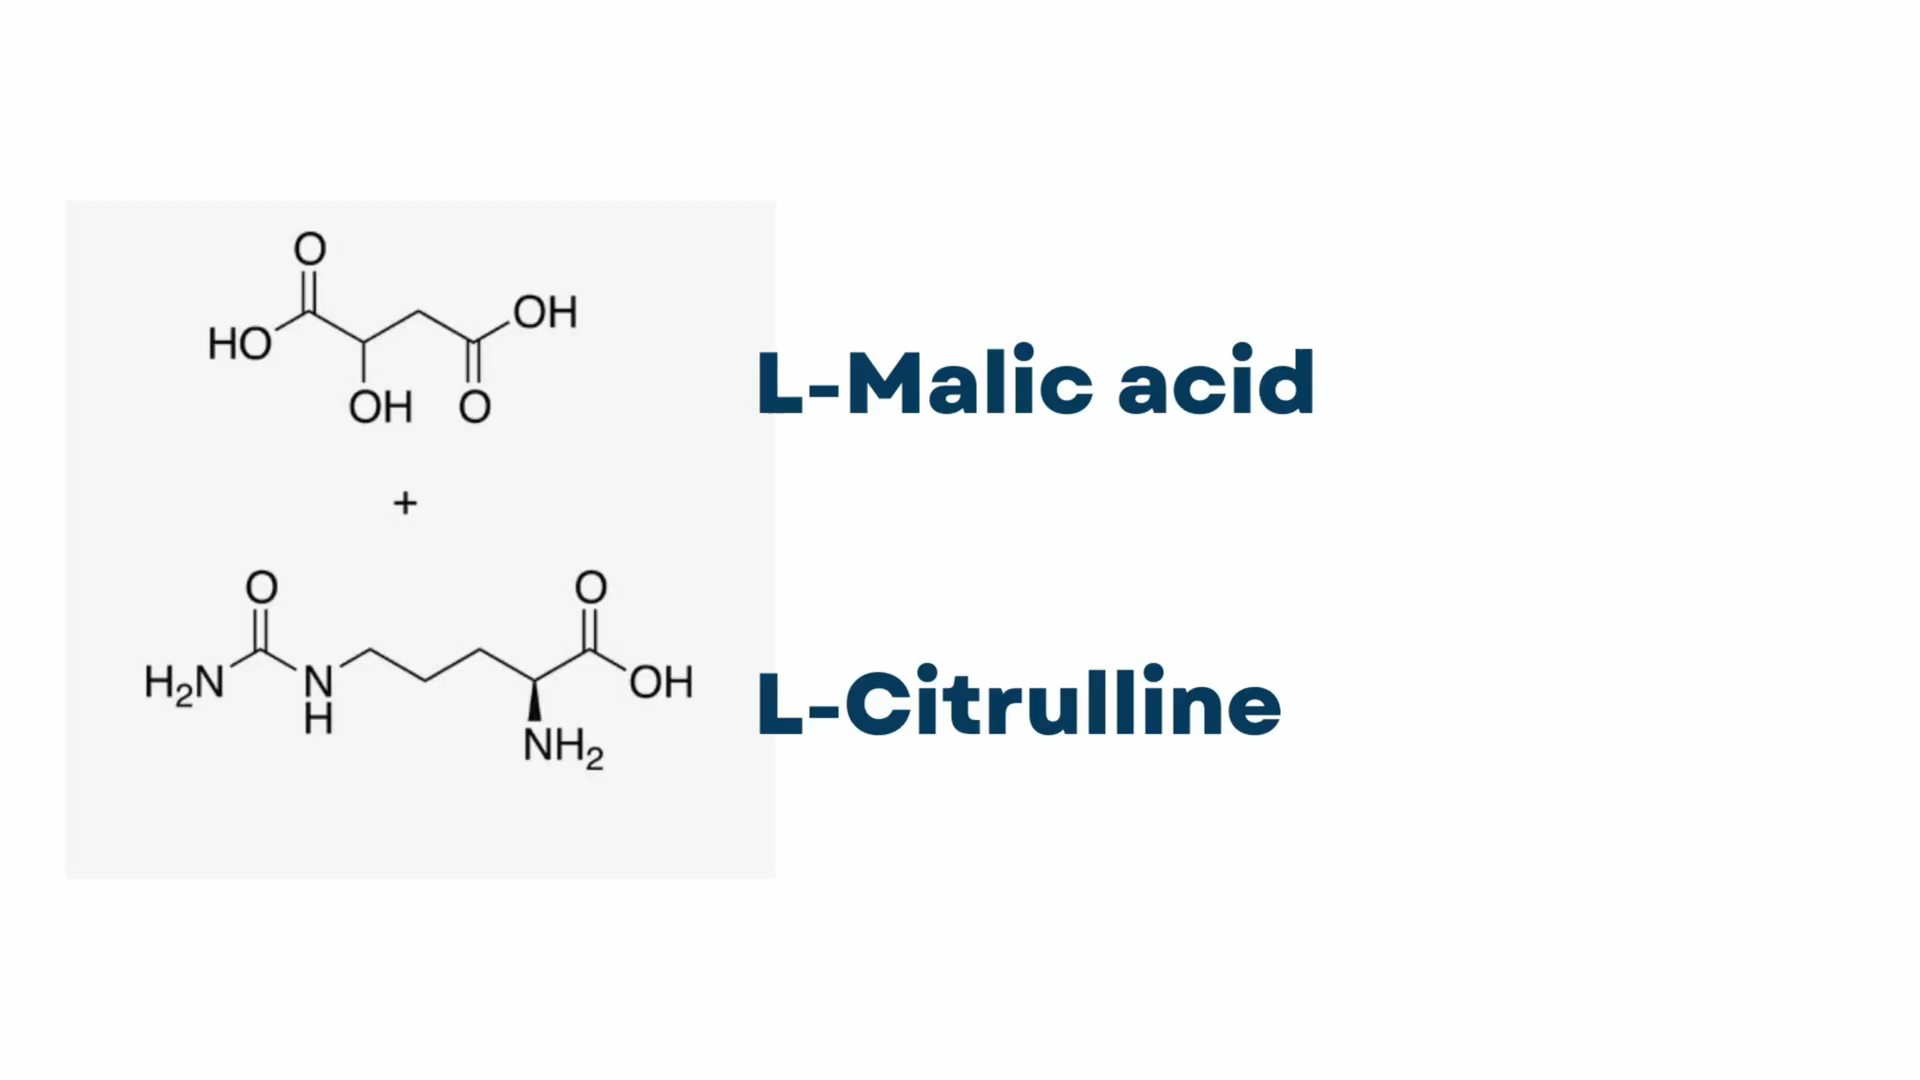 O
HO
OH
OH
O
L-Malic acid
+
O
O
H₂N
N
H
OH
NH₂
L-Citrulline